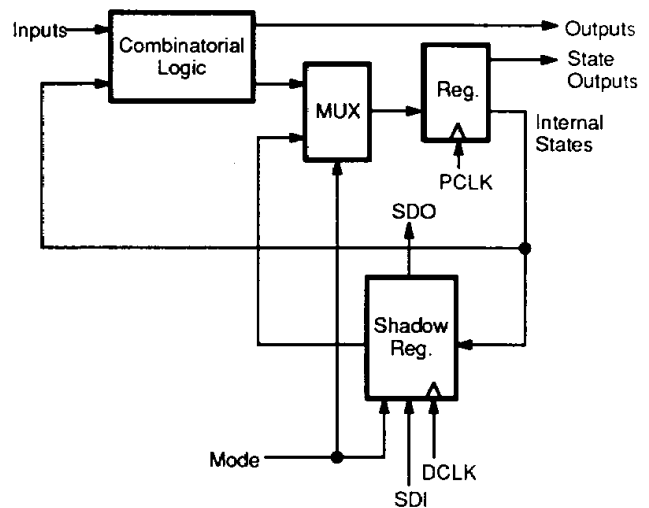 Inputs
Combinatorial
Logic
Outputs
State
Outputs
MUX
Reg.
Internal
States
PCLK
SDO
Shadow
Reg.
Mode
DCLK
SDI